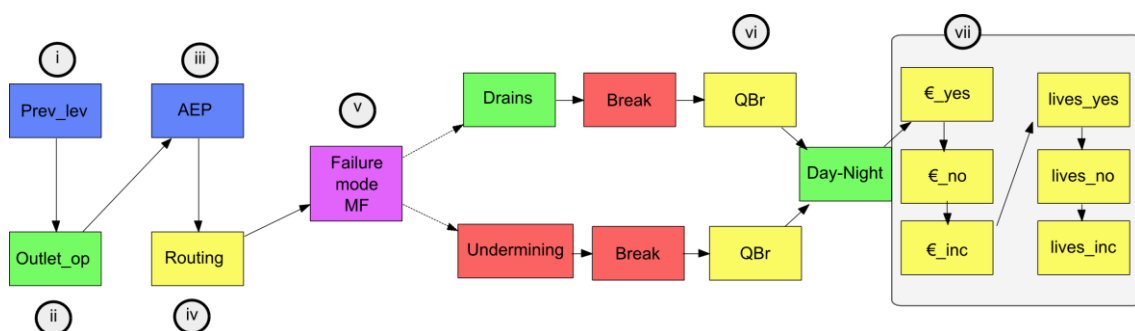 i
iii
v
vi
vii
Prev_lev
AEP
Outlet_op
Routing
ii
iv
Failure
mode
MF
Drains
Break
QBr
Undermining
Break
QBr
Day-Night
€_yes
€_no
€_inc
lives_yes
lives_no
lives_inc